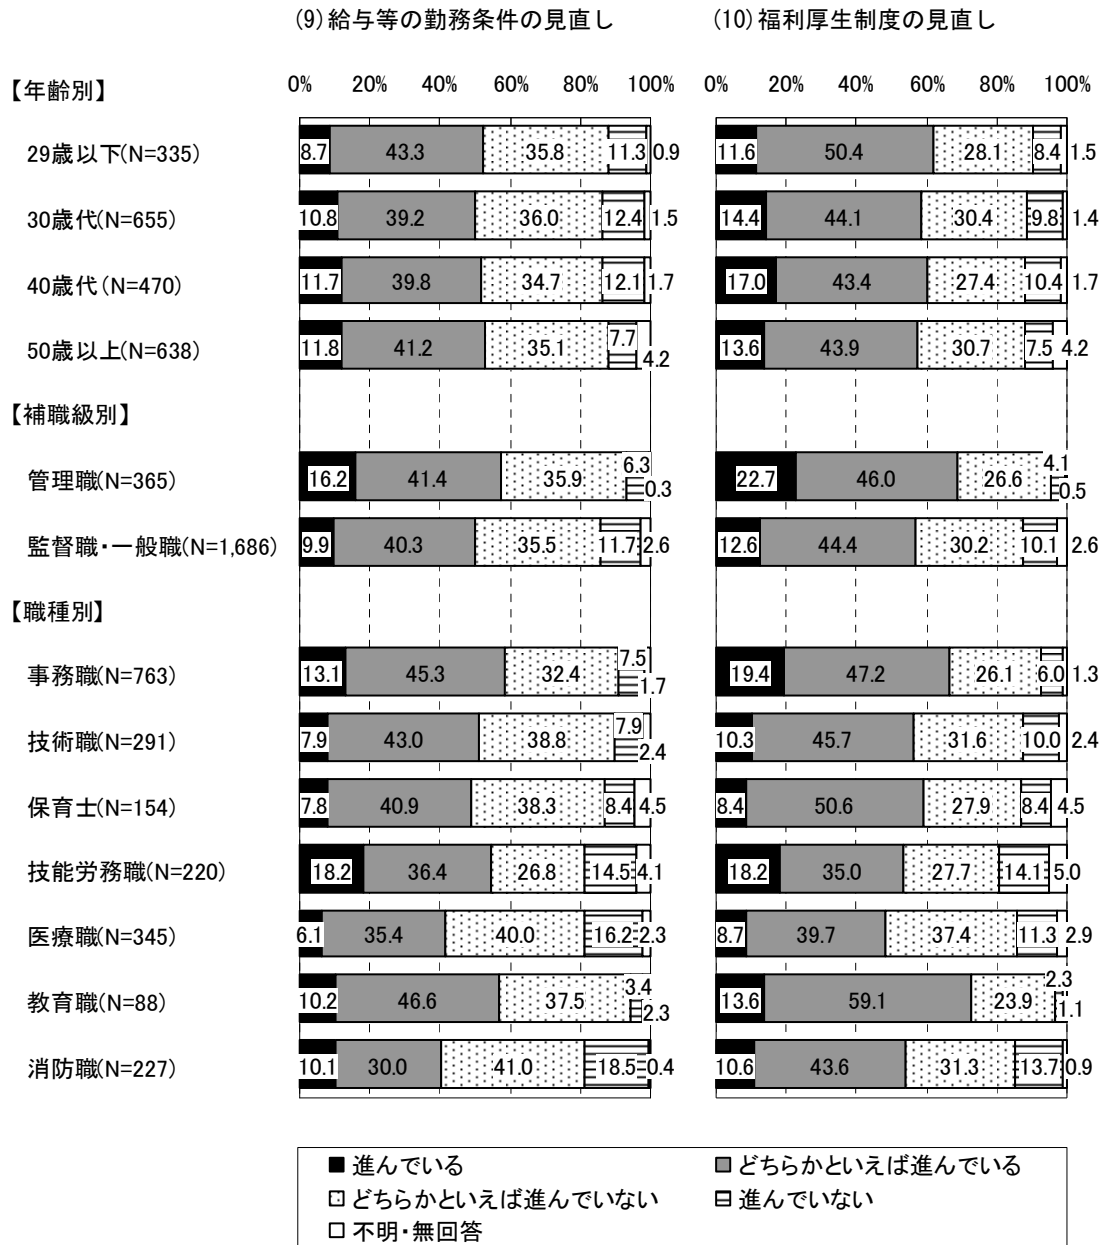 (9)給与等の勤務条件の見直し (10)福利厚生制度の見直し
【年齢別】 0% 20% 40% 60% 80% 100% 0% 20% 40% 60% 80% 100%
29歳以下(N=335) 8.7 43.3 35.8 11.3 0.9 11.6 50.4 28.1 8.4 1.5
30歳代(N=655) 10.8 39.2 36.0 12.4 1.5 14.4 44.1 30.4 9.8 1.4
40歳代(N=470) 11.7 39.8 34.7 12.1 1.7 17.0 43.4 27.4 10.4 1.7
50歳以上(N=638) 11.8 41.2 35.1 7.7 4.2 13.6 43.9 30.7 7.5 4.2
【補職級別】
管理職(N=365) 16.2 41.4 35.9 6.3 0.3 22.7 46.0 26.6 4.1 0.5
監督職・一般職(N=1,686) 9.9 40.3 35.5 11.7 2.6 12.6 44.4 30.2 10.1 2.6
【職種別】
事務職(N=763) 13.1 45.3 32.4 7.5 1.7 19.4 47.2 26.1 6.0 1.3
技術職(N=291) 7.9 43.0 38.8 7.9 2.4 10.3 45.7 31.6 10.0 2.4
保育士(N=154) 7.8 40.9 38.3 8.4 4.5 8.4 50.6 27.9 8.4 4.5
技能労務職(N=220) 18.2 36.4 26.8 14.5 4.1 18.2 35.0 27.7 14.1 5.0
医療職(N=345) 6.1 35.4 40.0 16.2 2.3 8.7 39.7 37.4 11.3 2.9
教育職(N=88) 10.2 46.6 37.5 3.4 2.3 13.6 59.1 23.9 2.3 1.1
消防職(N=227) 10.1 30.0 41.0 18.5 0.4 10.6 43.6 31.3 13.7 0.9
進んでいる どちらかといえば進んでいる
どちらかといえば進んでいない 進んでいない
不明・無回答